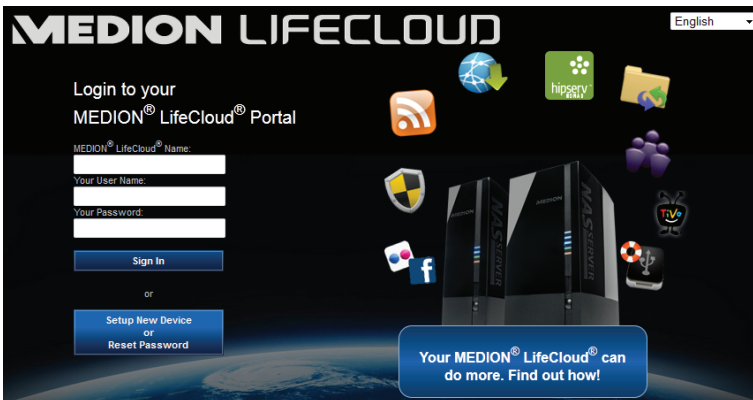 MEDION LIFECLOUD
English
Login to your
MEDION® LifeCloud® Portal
MEDION® LifeCloud® Name:
Your User Name:
Your Password:
Sign In
or
Setup New Device
or
Reset Password
hipserv
TiVo
f
MEDION
NAS SERVER
MEDION
NAS SERVER
Your MEDION® LifeCloud® can
do more. Find out how!